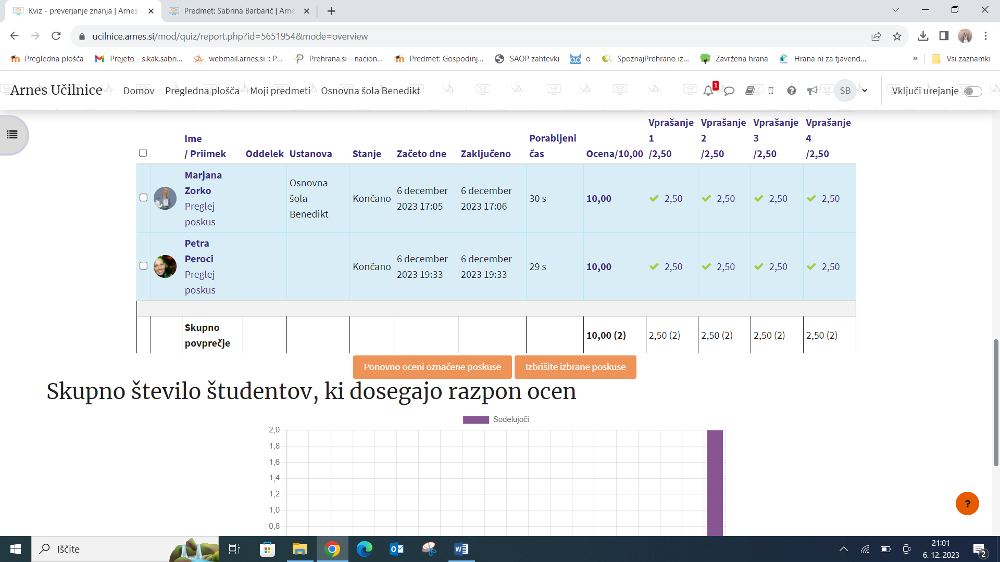 Kviz - preverjanje znanja | Arnes
Predmet: Sabrina Barbarič | Arne
ucilnice.arnes.si/mod/quiz/report.php?id=5651954&mode=overview
Pregledna plošča
Prejeto - s.kak.sabri...
webmail.arnes.si :: P...
Prehrana.si - nacion...
Predmet: Gospodinj...
SAOP zahtevki
o
SpoznajPrehrano iz...
Zavržena hrana
Hrana ni za tjavend...
»
Vsi zaznamki
Arnes Učilnice
Domov
Pregledna plošča
Moji predmeti
Osnovna šola Benedikt
1
SB
Vključi urejanje
Ime
/ Priimek
Oddelek
Ustanova
Stanje
Začeto dne
Zaključeno
Porabljeni
čas
Ocena/10,00
Vprašanje
1
/2,50
Vprašanje
2
/2,50
Vprašanje
3
/2,50
Vprašanje
4
/2,50
Marjana
Zorko
Preglej
poskus
Osnovna
šola
Benedikt
Končano
6 december
2023 17:05
6 december
2023 17:06
30 s
10,00
2,50
2,50
2,50
2,50
Petra
Peroci
Preglej
poskus
Končano
6 december
2023 19:33
6 december
2023 19:33
29 s
10,00
2,50
2,50
2,50
2,50
Skupno
povprečje
10,00 (2)
2,50 (2)
2,50 (2)
2,50 (2)
2,50 (2)
Ponovno oceni označene poskuse
Izbrišite izbrane poskuse
Skupno število študentov, ki dosegajo razpon ocen
Sodelujoči
2,0
1,8
1,6
1,4
1,2
1,0
0,8
?
Iščite
21:01
6. 12. 2023
2